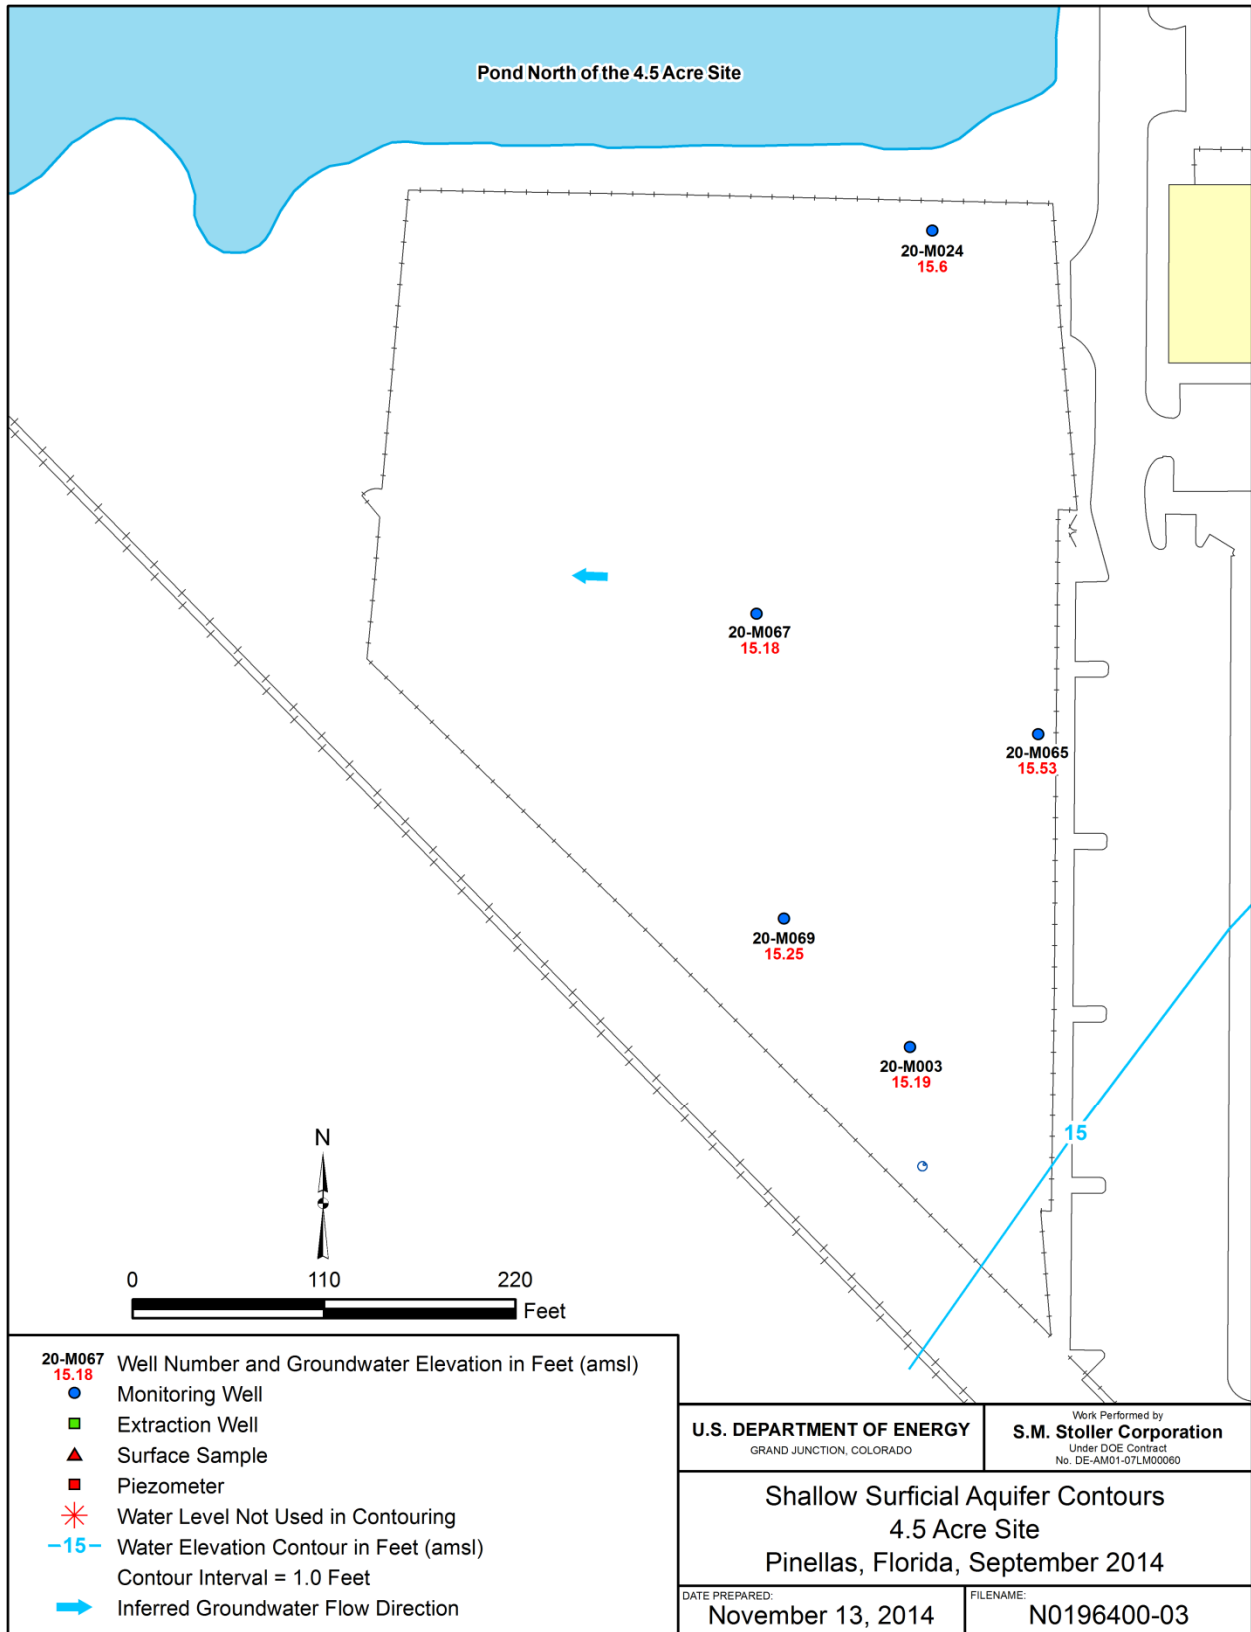 Pond North of the 4.5 Acre Site
20-M024
15.6
20-M067
15.18
20-M065
15.53
20-M069
15.25
20-M003
15.19
15
N
0 110 220
Feet
20-M067
15.18
Well Number and Groundwater Elevation in Feet (amsl)
Monitoring Well
Extraction Well
Surface Sample
Piezometer
Water Level Not Used in Contouring
15 Water Elevation Contour in Feet (amsl)
Contour Interval = 1.0 Feet
Inferred Groundwater Flow Direction
U.S. DEPARTMENT OF ENERGY
GRAND JUNCTION, COLORADO
Work Performed by
S.M. Stoller Corporation
Under DOE Contract
No. DE-AM01-07LM00060
Shallow Surficial Aquifer Contours
4.5 Acre Site
Pinellas, Florida, September 2014
DATE PREPARED:
November 13, 2014
FILENAME:
N0196400-03